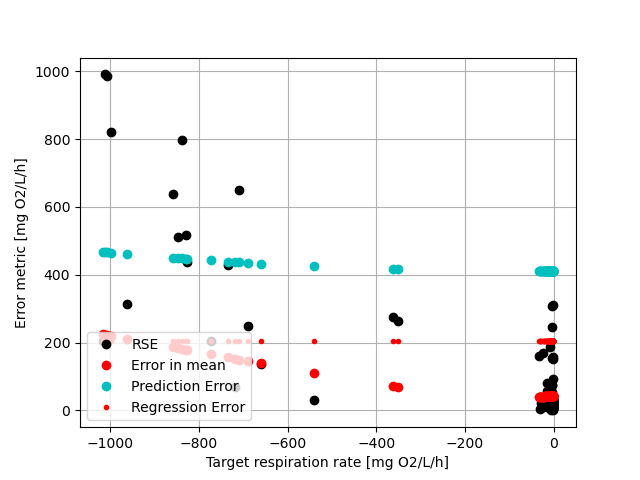 1000
800
600
400
200
0
Error metric [mg O2/L/h]
RSE
Error in mean
Prediction Error
Regression Error
−1000 −800 −600 −400 −200 0
Target respiration rate [mg O2/L/h]